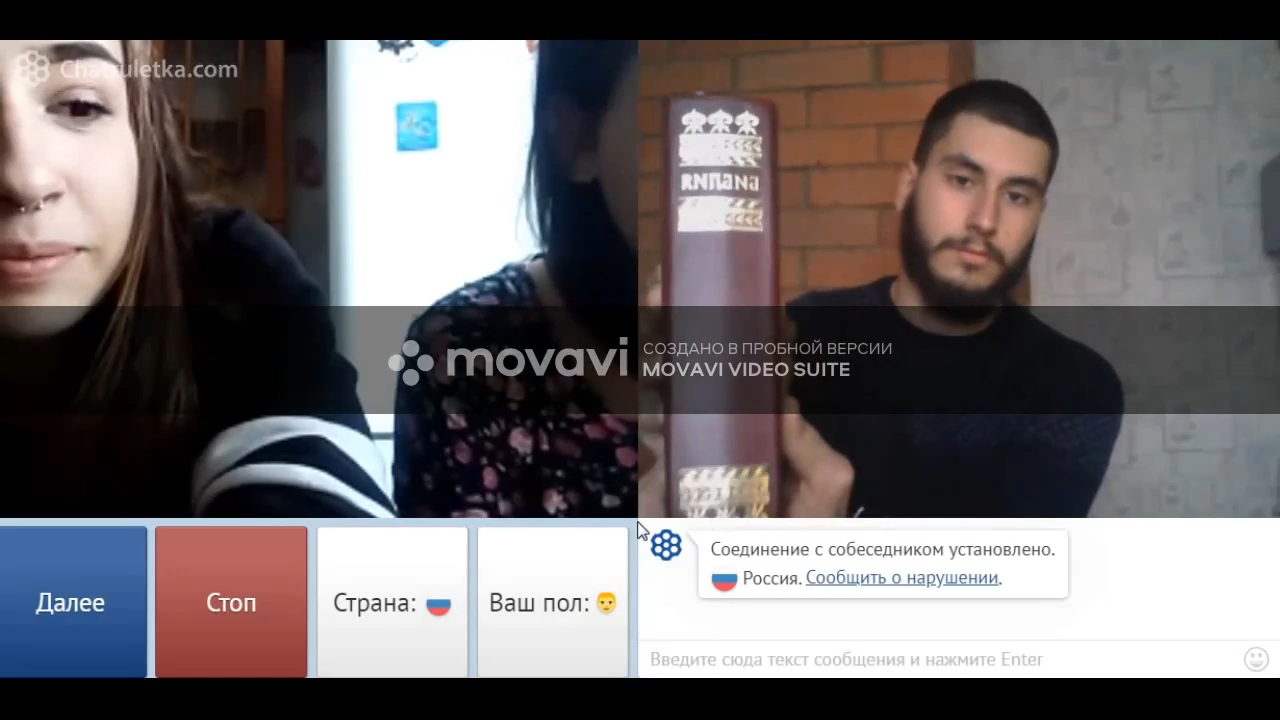 Chatruletka.com
movavi
СОЗДАНО В ПРОБНОЙ ВЕРСИИ
MOVAVI VIDEO SUITE
Далее
Стоп
Страна:
Ваш пол:
Соединение с собеседником установлено.
Россия. Сообщить о нарушении.
Введите сюда текст сообщения и нажмите Enter